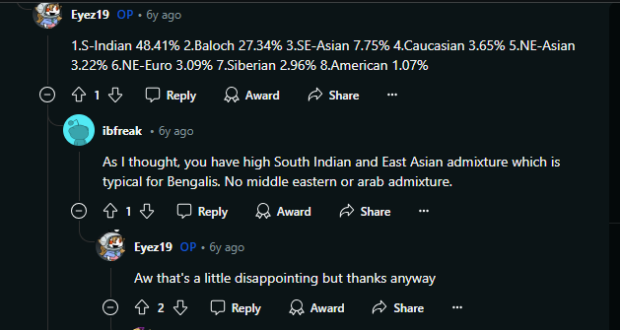 Eyez19 OP • 6y ago
1.S-Indian 48.41% 2.Baloch 27.34% 3.SE-Asian 7.75% 4.Caucasian 3.65% 5.NE-Asian
3.22% 6.NE-Euro 3.09% 7.Siberian 2.96% 8.American 1.07%
1 Reply Award Share ...
ibfreak • 6y ago
As I thought, you have high South Indian and East Asian admixture which is
typical for Bengalis. No middle eastern or arab admixture.
1 Reply Award Share ...
Eyez19 OP • 6y ago
Aw that's a little disappointing but thanks anyway
2 Reply Award Share ...